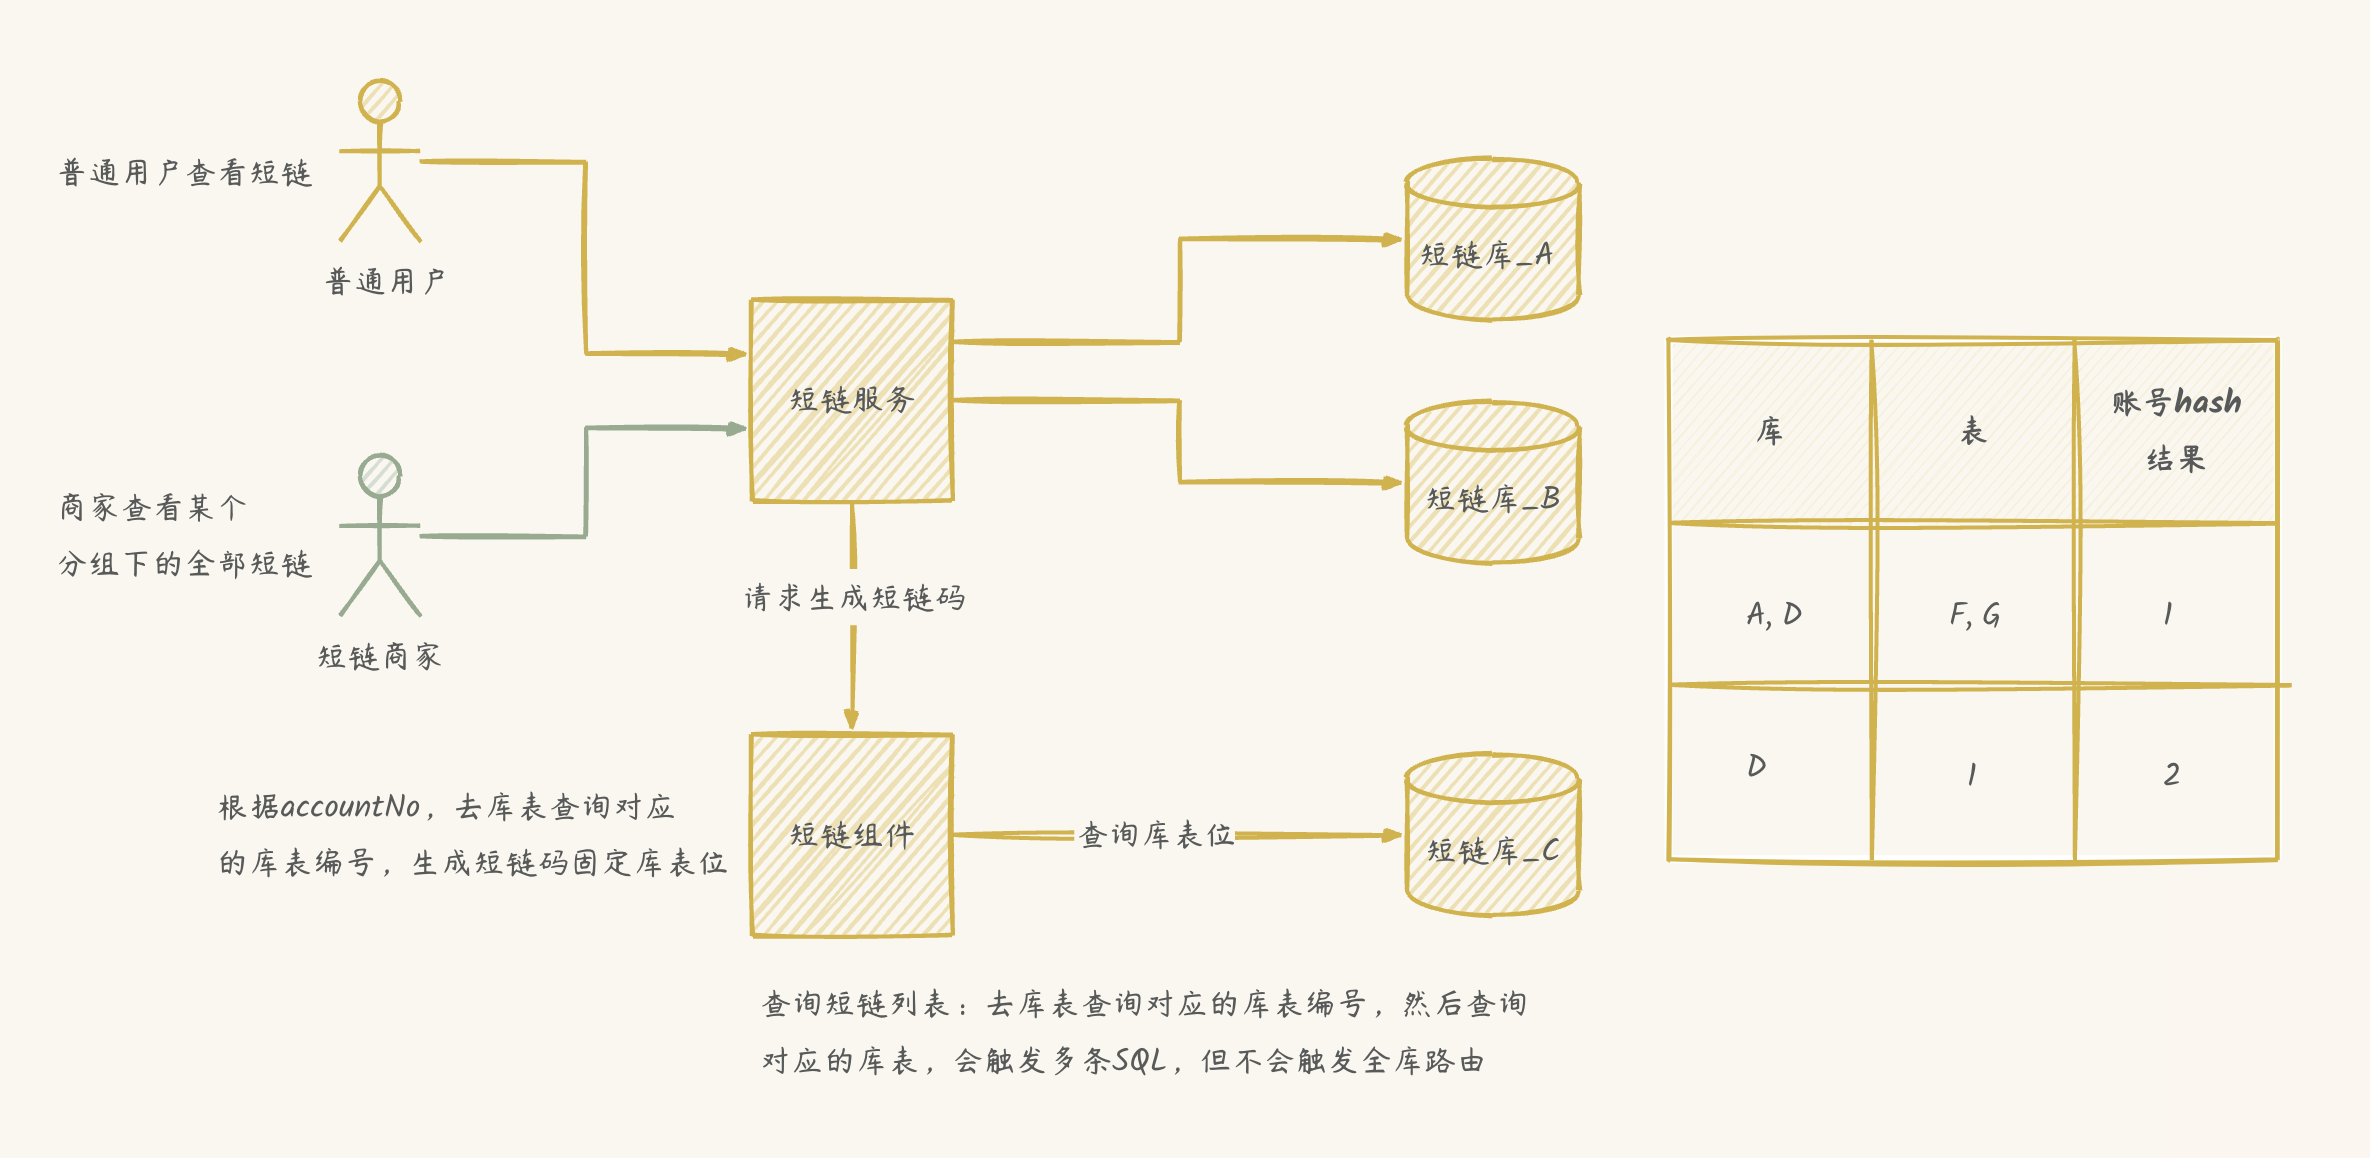 普通用户查看短链
普通用户
商家查看某个
分组下的全部短链
短链商家
短链服务
请求生成短链码
根据accountNo，去库表查询对应
的库表编号，生成短链码固定库表位
短链组件
查询库表位
短链库_A
短链库_B
短链库_C
库
表
账号hash
结果
A, D
F, G
1
D
1
2
查询短链列表：去库表查询对应的库表编号，然后查询
对应的库表，会触发多条SQL，但不会触发全库路由